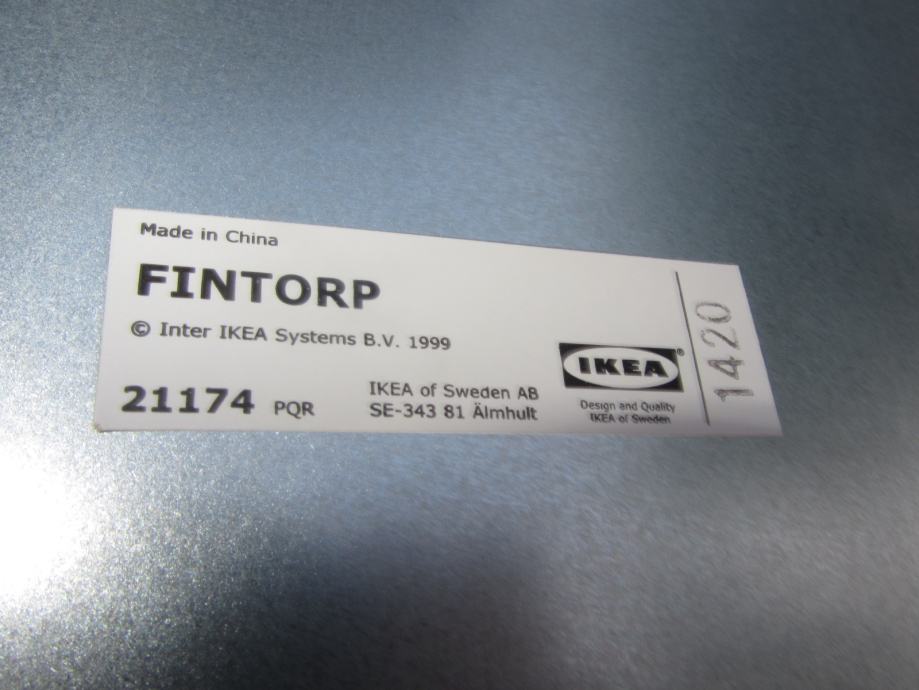 Made in China
FINTORP
© Inter IKEA Systems B.V. 1999
21174 PQR
IKEA of Sweden AB
SE-343 81 Älmhult
IKEA®
Design and Quality
IKEA of Sweden
1420